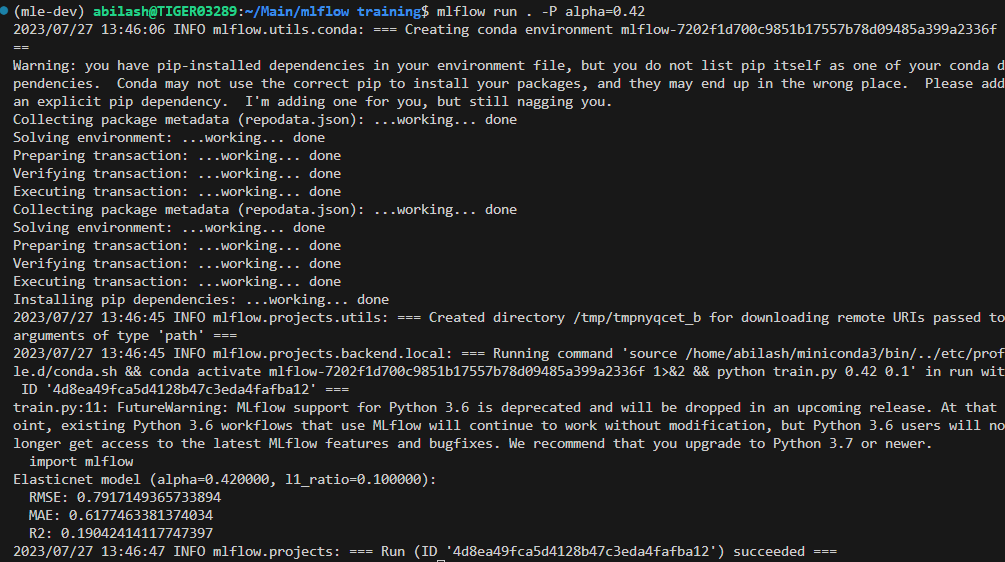 (mle-dev) abilash@TIGER03289:~/Main/mlflow training$ mlflow run . -P alpha=0.42
2023/07/27 13:46:06 INFO mlflow.utils.conda: === Creating conda environment mlflow-7202f1d700c9851b17557b78d09485a399a2336f
==
Warning: you have pip-installed dependencies in your environment file, but you do not list pip itself as one of your conda d
pendencies.  Conda may not use the correct pip to install your packages, and they may end up in the wrong place.  Please add
an explicit pip dependency.  I'm adding one for you, but still nagging you.
Collecting package metadata (repodata.json): ...working... done
Solving environment: ...working... done
Preparing transaction: ...working... done
Verifying transaction: ...working... done
Executing transaction: ...working... done
Collecting package metadata (repodata.json): ...working... done
Solving environment: ...working... done
Preparing transaction: ...working... done
Verifying transaction: ...working... done
Executing transaction: ...working... done
Installing pip dependencies: ...working... done
2023/07/27 13:46:45 INFO mlflow.projects.utils: === Created directory /tmp/tmpnyqcet_b for downloading remote URIs passed to
arguments of type 'path' ===
2023/07/27 13:46:45 INFO mlflow.projects.backend.local: === Running command 'source /home/abilash/miniconda3/bin/../etc/prof
le.d/conda.sh && conda activate mlflow-7202f1d700c9851b17557b78d09485a399a2336f 1>&2 && python train.py 0.42 0.1' in run wit
ID '4d8ea49fca5d4128b47c3eda4fafba12' ===
train.py:11: FutureWarning: MLflow support for Python 3.6 is deprecated and will be dropped in an upcoming release. At that
oint, existing Python 3.6 workflows that use MLflow will continue to work without modification, but Python 3.6 users will no
longer get access to the latest MLflow features and bugfixes. We recommend that you upgrade to Python 3.7 or newer.
  import mlflow
Elasticnet model (alpha=0.420000, l1_ratio=0.100000):
  RMSE: 0.7917149365733894
  MAE: 0.6177463381374034
  R2: 0.19042414117747397
2023/07/27 13:46:47 INFO mlflow.projects: === Run (ID '4d8ea49fca5d4128b47c3eda4fafba12') succeeded ===